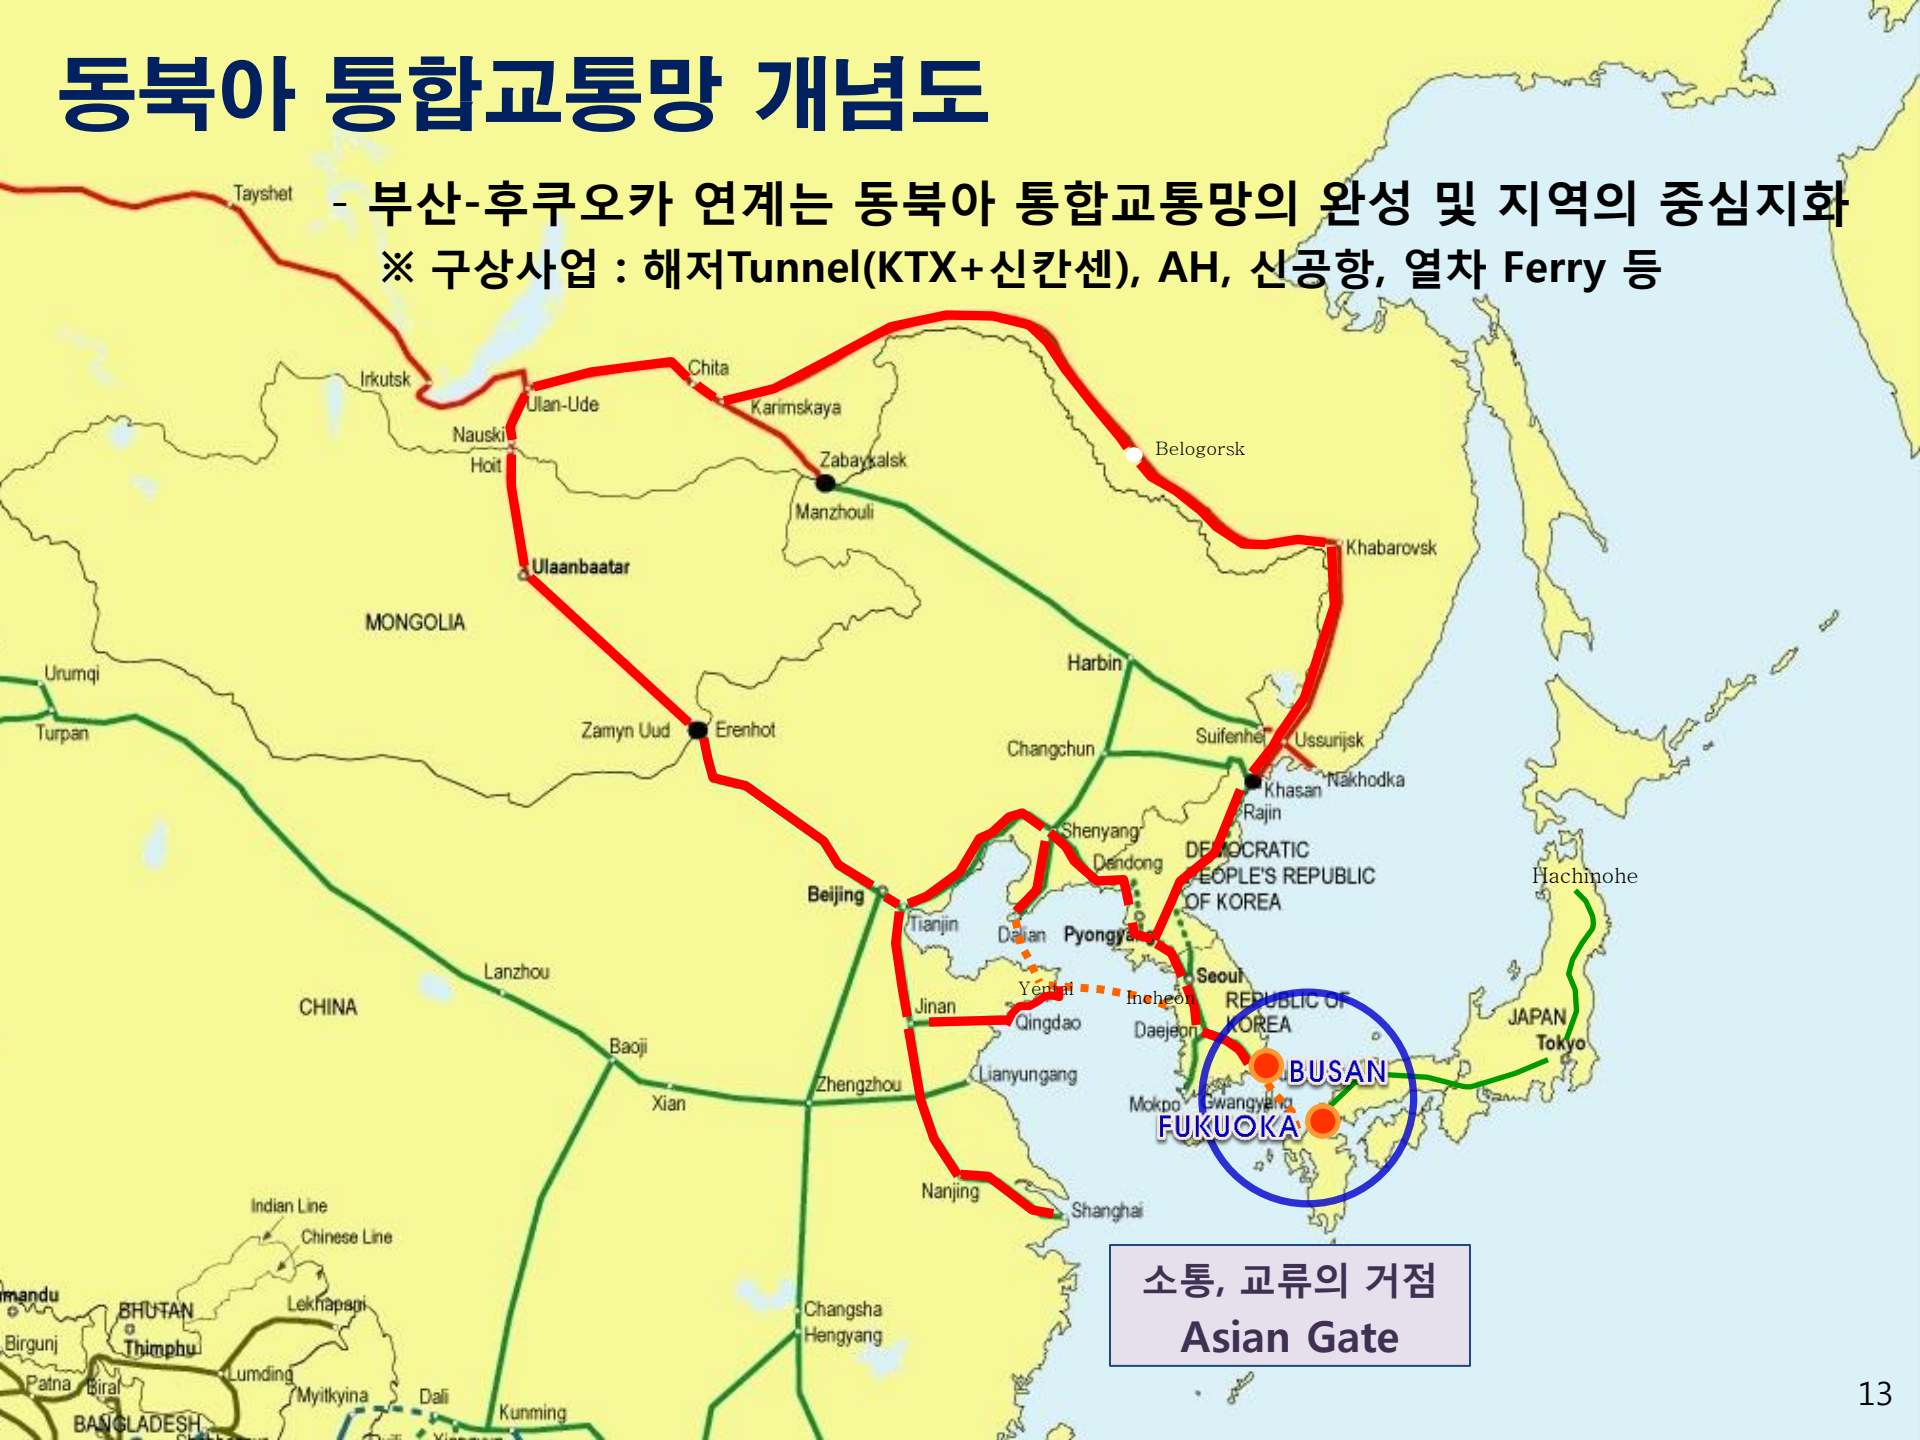 동북아 통합교통망 개념도
- 부산-후쿠오카 연계는 동북아 통합교통망의 완성 및 지역의 중심지화
※ 구상사업 : 해저Tunnel(KTX+신칸센), AH, 신공항, 열차 Ferry 등
Tayshet
Irkutsk
Ulan-Ude
Chita
Karimskaya
Nauski
Hoit
Zabaykalsk
Manzhouli
Belogorsk
Khabarovsk
Ulaanbaatar
MONGOLIA
Harbin
Urumqi
Turpan
Zamyn Uud
Erenhot
Changchun
Suifenhe
Ussurijsk
Nakhodka
Khasan
Rajin
Shenyang
Dandong
DEMOCRATIC
PEOPLE'S REPUBLIC
OF KOREA
Hachinohe
Beijing
Tianjin
Dalian
Pyongyang
Lanzhou
Seoul
Yentai
Incheon
REPUBLIC OF
KOREA
CHINA
Jinan
Qingdao
Daejeon
JAPAN
Tokyo
Baoji
Xian
Zhengzhou
Lianyungang
BUSAN
Mokpo
Gwangyang
FUKUOKA
Nanjing
Shanghai
Indian Line
Chinese Line
소통, 교류의 거점
Asian Gate
mandu
BHUTAN
Thimphu
Lekhapani
Birgunj
Changsha
Hengyang
Patna
Biral
Lumding
Myitkyina
Dali
Kunming
BANGLADESH
13